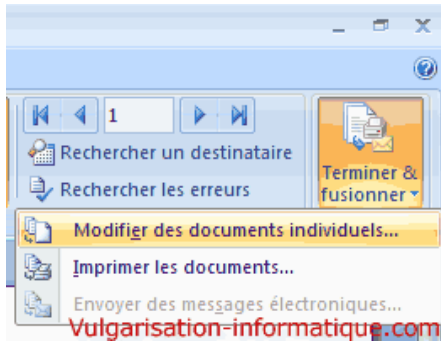 1
Rechercher un destinataire
Rechercher les erreurs
Terminer &
fusionner
Modifier des documents individuels...
Imprimer les documents...
Envoyer des messages électroniques...
Vulgarisation-informatique.com